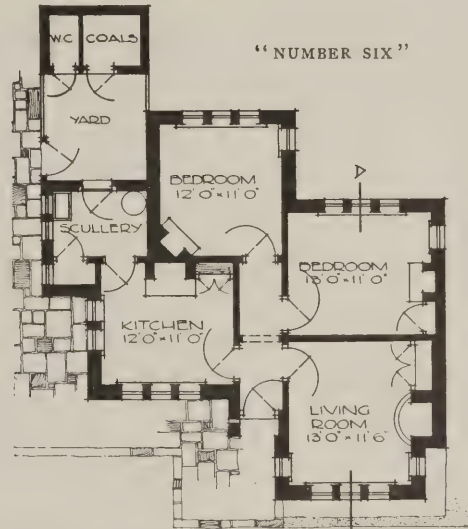 "NUMBER SIX"
W.C
COALS
YARD
BEDROOM
12'0"×11'0"
SCULLERY
BEDROOM
13'0"×11'0"
KITCHEN
12'0"×11'0"
LIVING
ROOM
13'0"×11'6"